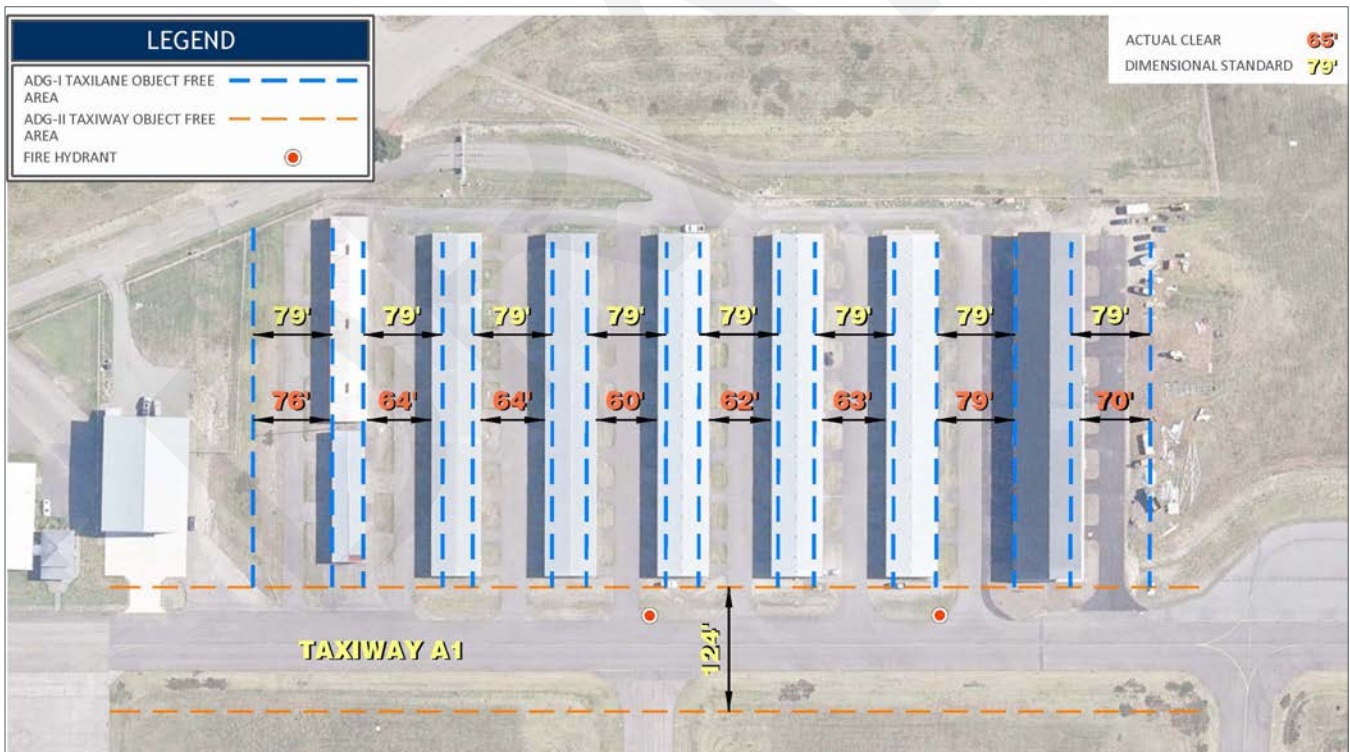 LEGEND
ADG-I TAXILANE OBJECT FREE
AREA
ADG-II TAXIWAY OBJECT FREE
AREA
FIRE HYDRANT
ACTUAL CLEAR 65'
DIMENSIONAL STANDARD 79'
79' 79' 79' 79' 79' 79' 79' 79'
76' 64' 64' 60' 62' 63' 79' 70'
TAXIWAY A1
124'